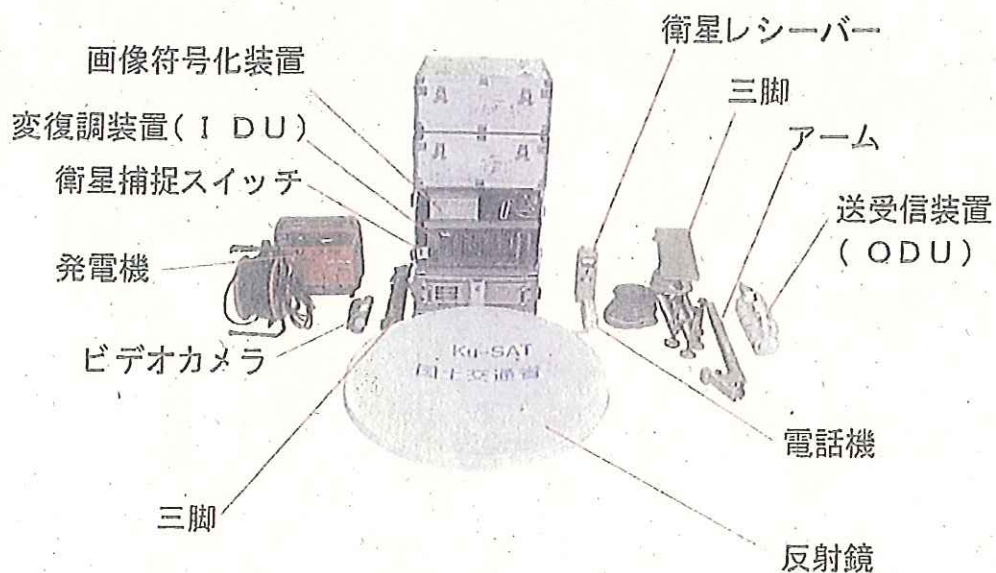 画像符号化装置
変復調装置(IDU)
衛星捕捉スイッチ
発電機
ビデオカメラ
三脚
Ku-SAT
国土交通省
衛星レシーバー
三脚
アーム
送受信装置
(ODU)
電話機
反射鏡